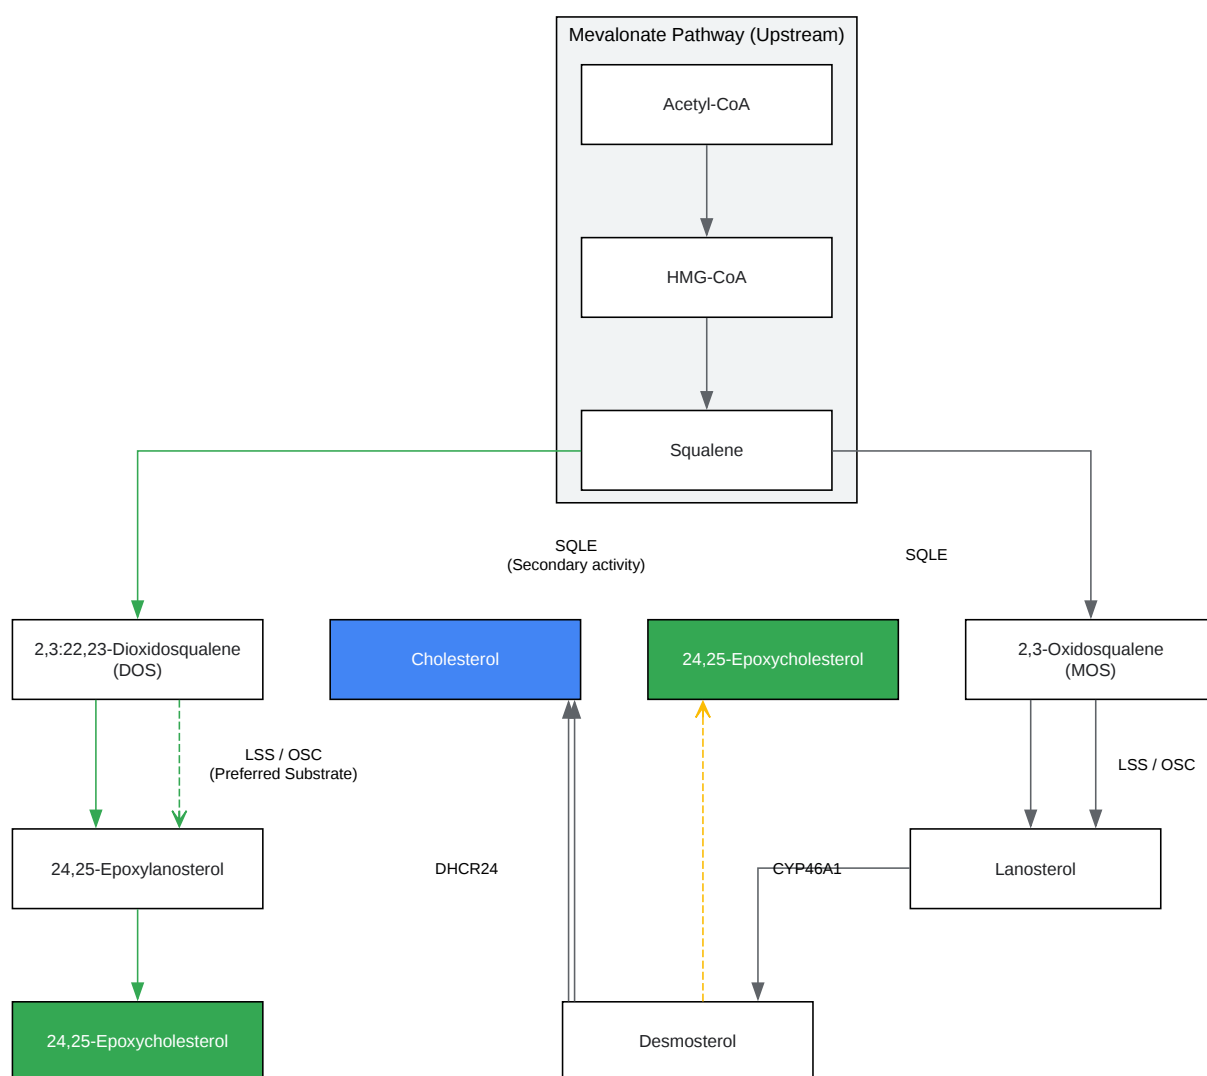 Mevalonate Pathway (Upstream)
Acetyl-CoA
HMG-CoA
Squalene
SQLE
(Secondary activity)
SQLE
2,3:22,23-Dioxidosqualene
(DOS)
Cholesterol
24,25-Epoxycholesterol
2,3-Oxidosqualene
(MOS)
LSS / OSC
(Preferred Substrate)
LSS / OSC
24,25-Epoxylanosterol
DHCR24
CYP46A1
Lanosterol
24,25-Epoxycholesterol
Desmosterol